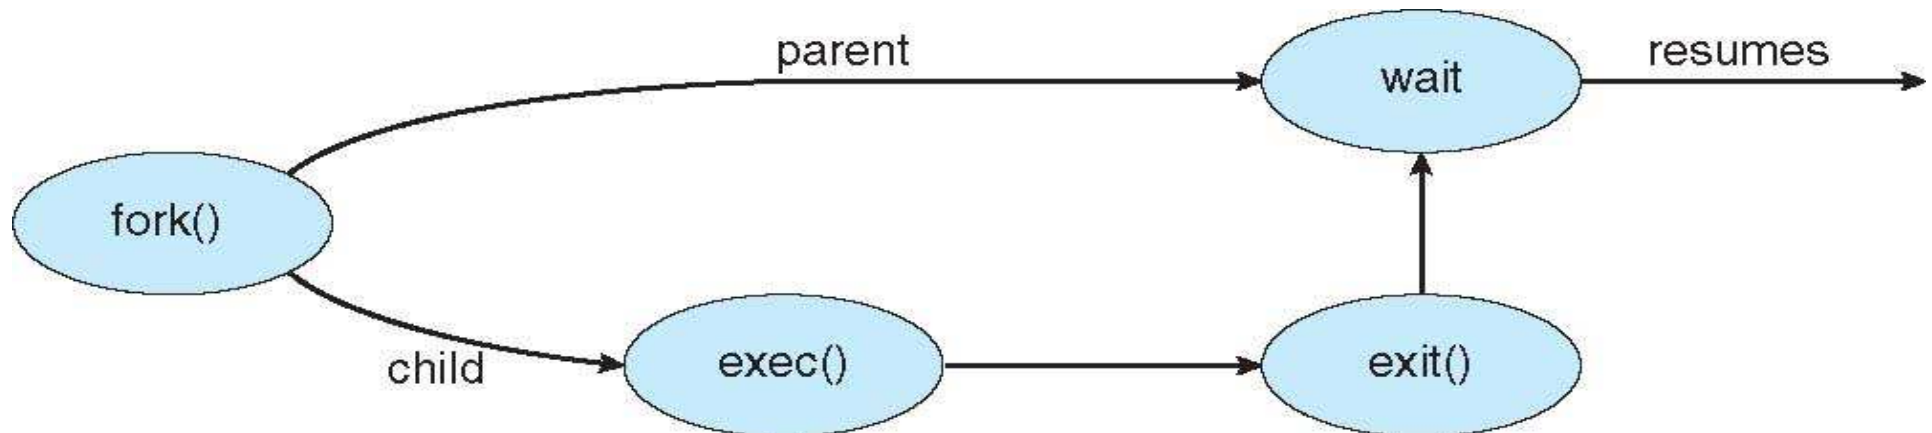 parent
wait
resumes
fork()
child
exec()
exit()